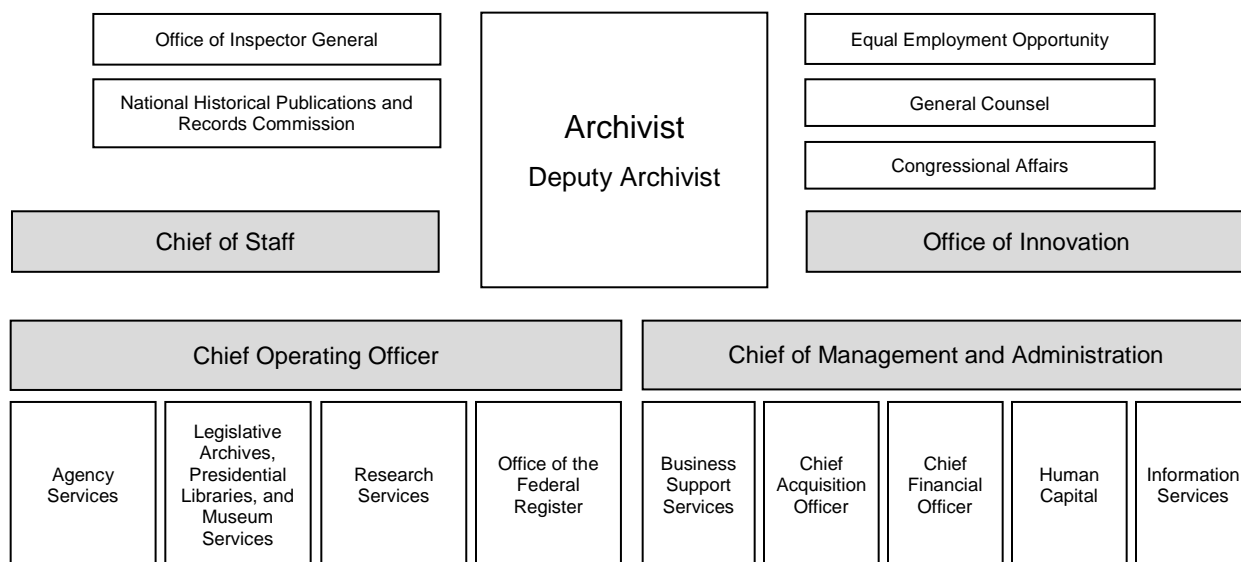 Office of Inspector General
National Historical Publications and
Records Commission
Archivist
Deputy Archivist
Equal Employment Opportunity
General Counsel
Congressional Affairs
Chief of Staff
Office of Innovation
Chief Operating Officer
Chief of Management and Administration
Agency
Services
Legislative
Archives,
Presidential
Libraries, and
Museum
Services
Research
Services
Office of the
Federal
Register
Business
Support
Services
Chief
Acquisition
Officer
Chief
Financial
Officer
Human
Capital
Information
Services